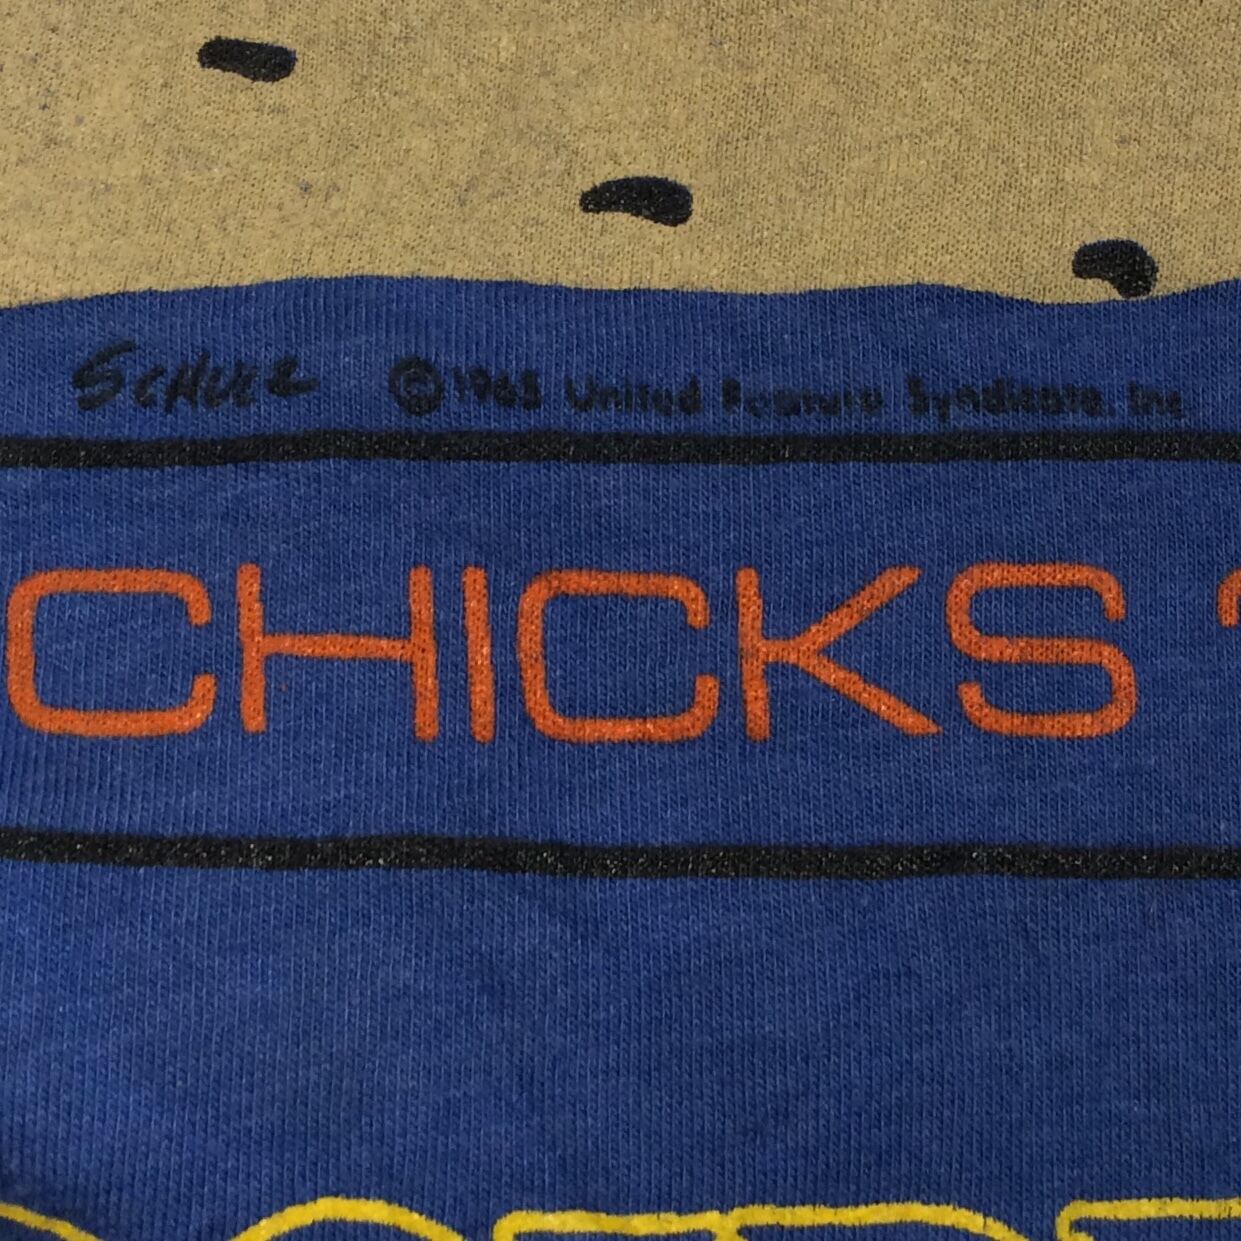 SCHULZ ©1965 United Feature Syndicate, Inc.
CHICKS